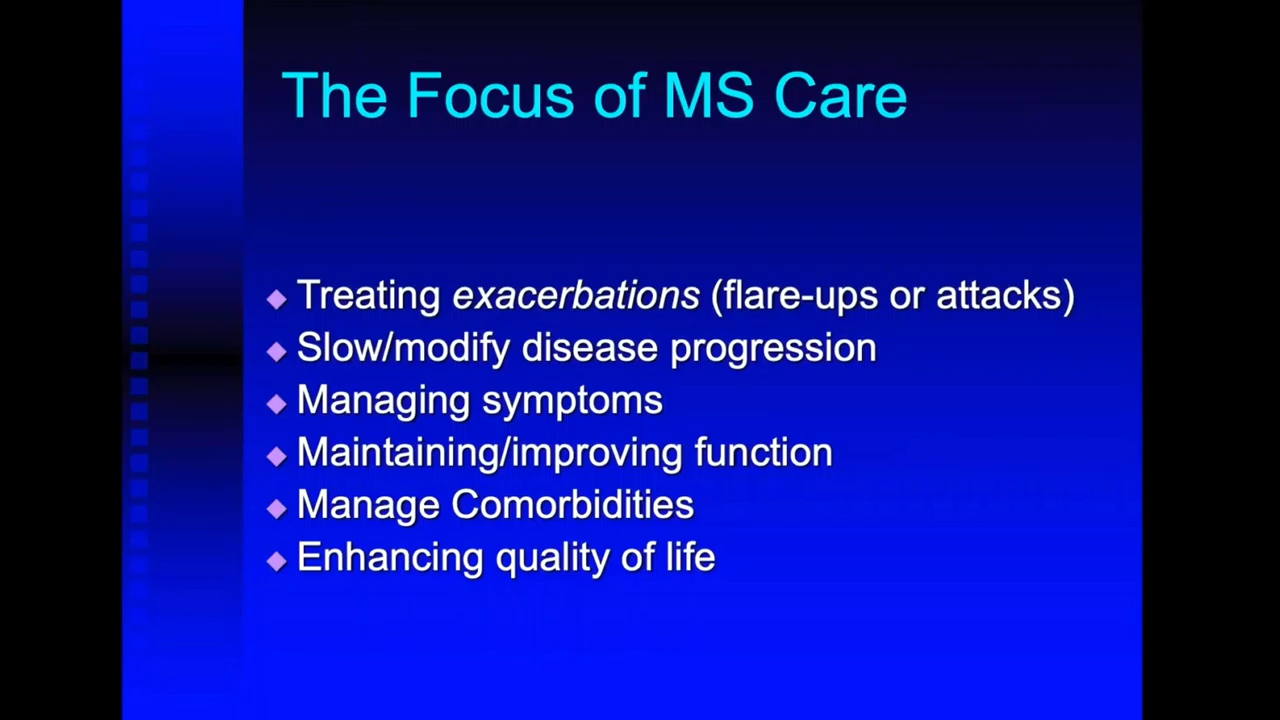 The Focus of MS Care
Treating exacerbations (flare-ups or attacks)
Slow/modify disease progression
Managing symptoms
Maintaining/improving function
Manage Comorbidities
Enhancing quality of life